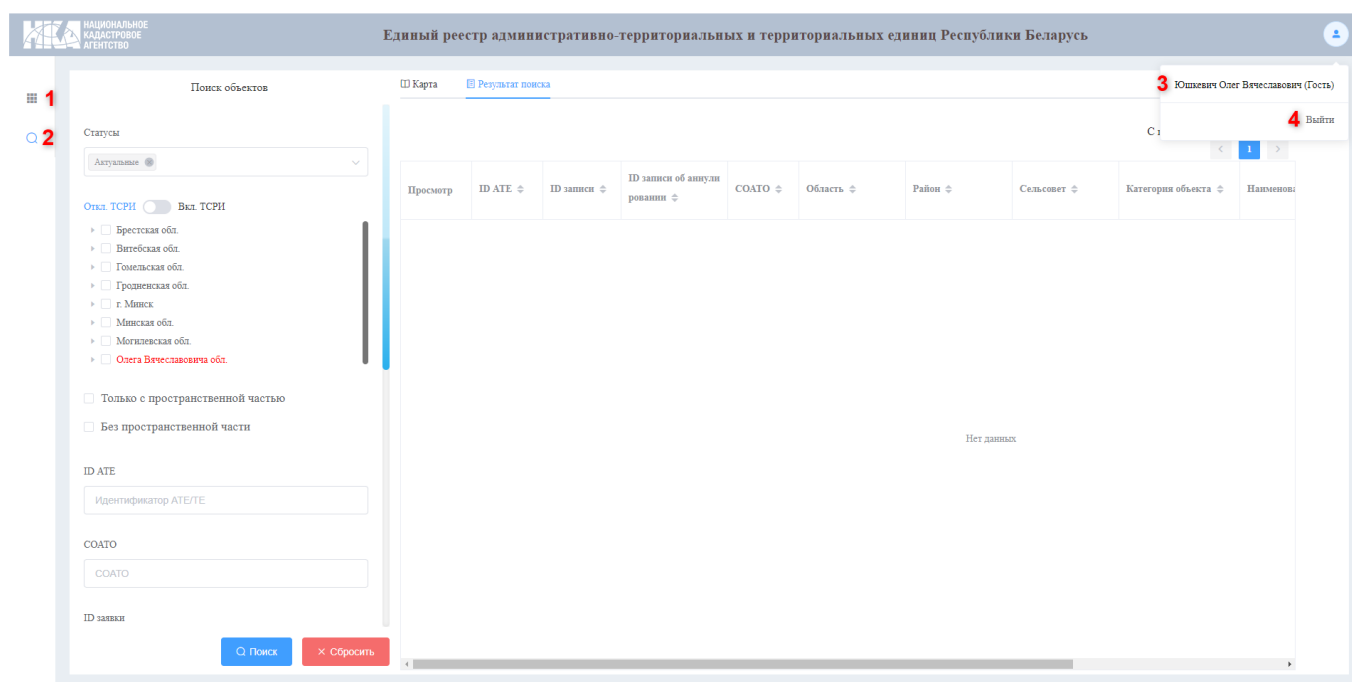 НАЦИОНАЛЬНОЕ
КАДАСТРОВОЕ
АГЕНТСТВО
Единый реестр административно-территориальных и территориальных единиц Республики Беларусь
1
2
Поиск объектов
Статусы
Актуальные
Откл. ТСРИ Вкл. ТСРИ
Брестская обл.
Витебская обл.
Гомельская обл.
Гродненская обл.
г. Минск
Минская обл.
Могилевская обл.
Олега Вячеславовича обл.
Только с пространственной частью
Без пространственной части
ID АТЕ
Идентификатор АТЕ/ТЕ
СОАТО
СОАТО
ID заявки
Поиск Сбросить
Карта Результат поиска
3 Юшкевич Олег Вячеславович (Гость)
4 Выйти
С
1
Просмотр ID АТЕ ID записи ID записи об аннули СОАТО Область Район Сельсовет Категория объекта Наименова
ровании
Нет данных